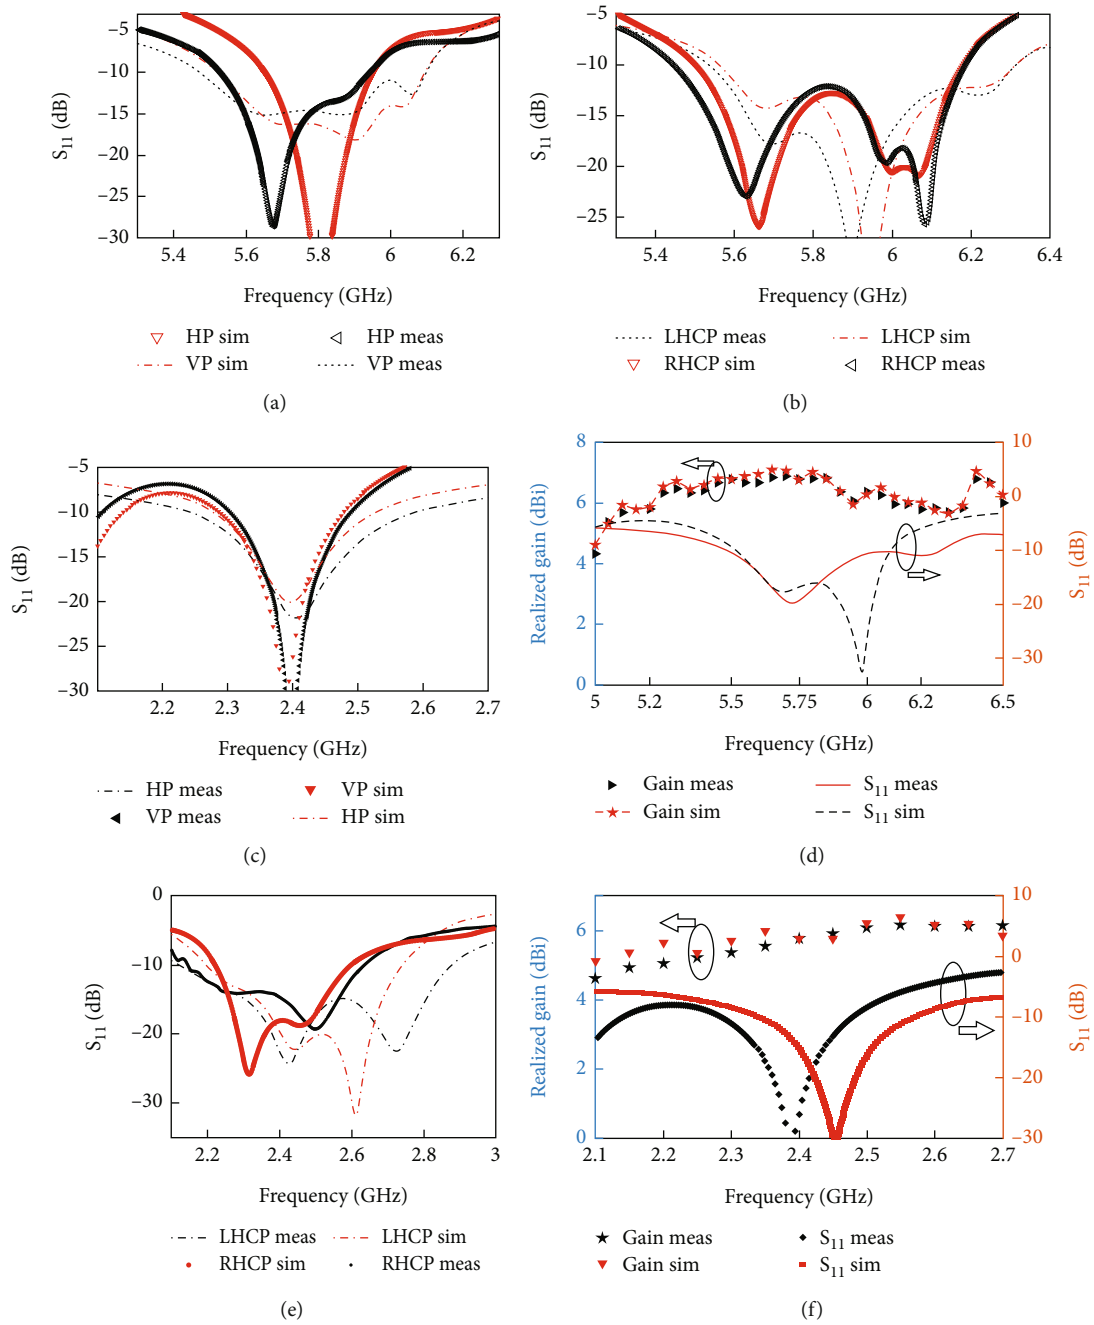 −5
−10
−15
−20
−25
−30
S11 (dB)
5.4 5.6 5.8 6 6.2
Frequency (GHz)
HP sim HP meas
VP sim VP meas
(a)
−5
−10
−15
−20
−25
S11 (dB)
5.4 5.6 5.8 6 6.2 6.4
Frequency (GHz)
LHCP meas LHCP sim
RHCP sim RHCP meas
(b)
−5
−10
−15
−20
−25
−30
S11 (dB)
2.2 2.3 2.4 2.5 2.6 2.7
Frequency (GHz)
HP meas VP sim
VP meas HP sim
(c)
8
6
4
2
0
Realized gain (dBi)
10
0
−10
−20
−30
S11 (dB)
5 5.2 5.5 5.75 6 6.2 6.5
Frequency (GHz)
Gain meas S11 meas
Gain sim S11 sim
(d)
0
−10
−20
−30
S11 (dB)
2.2 2.4 2.6 2.8 3
Frequency (GHz)
LHCP meas LHCP sim
RHCP sim RHCP meas
(e)
6
4
2
0
Realized gain (dBi)
10
0
−10
−20
−30
S11 (dB)
2.1 2.2 2.3 2.4 2.5 2.6 2.7
Frequency (GHz)
Gain meas S11 meas
Gain sim S11 sim
(f)